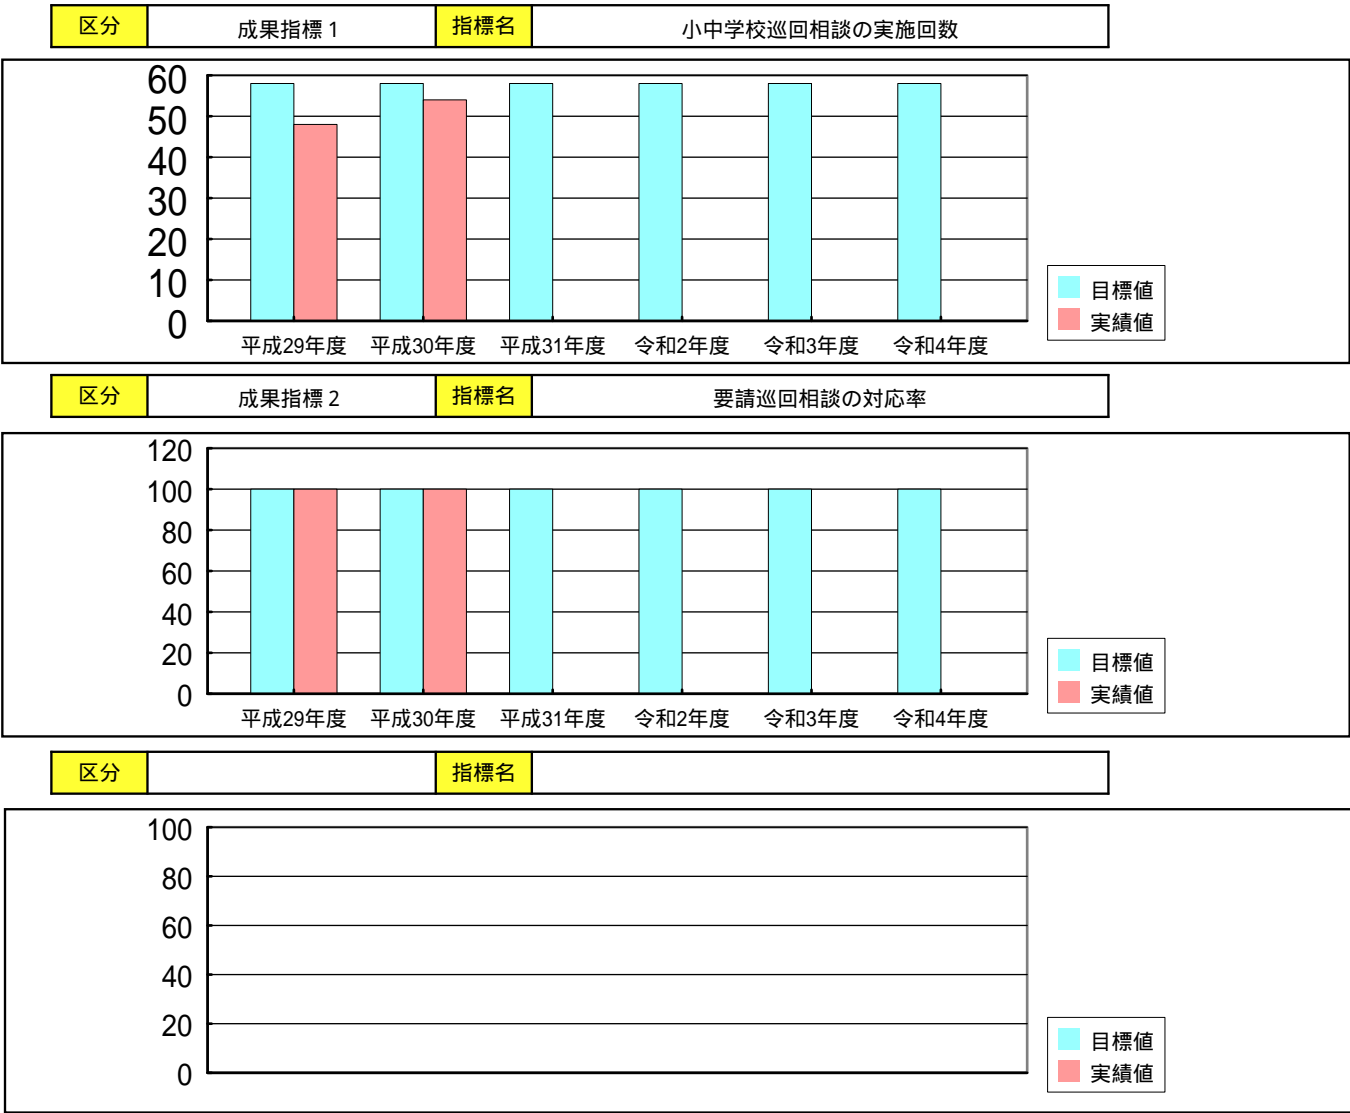 区分 成果指標1 指標名 小中学校巡回相談の実施回数
60
50
40
30
20
10
0
平成29年度 平成30年度 平成31年度 令和2年度 令和3年度 令和4年度
目標値
実績値
区分 成果指標2 指標名 要請巡回相談の対応率
120
100
80
60
40
20
0
平成29年度 平成30年度 平成31年度 令和2年度 令和3年度 令和4年度
目標値
実績値
区分 指標名
100
80
60
40
20
0
目標値
実績値